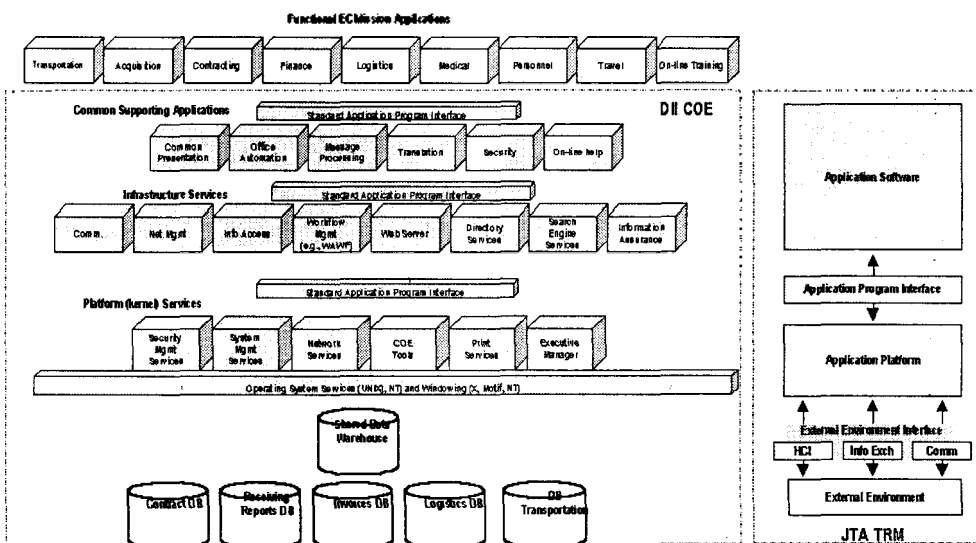 Functional EC Mission Applications
Transportation
Acquisition
Contracting
Finance
Logistics
Medical
Personnel
Travel
On-line Training
Common Supporting Applications
Standard Application Program Interface
DII COE
Common
Presentation
Office
Automation
Message
Processing
Translation
Security
On-line help
Infrastructure Services
Standard Application Program Interface
Comm.
Net Mgmt
Info Access
Workflow
Mgmt
(e.g., WAWF)
Web Server
Directory
Services
Search
Engine
Services
Information
Assurance
Platform (kernel) Services
Standard Application Program Interface
Security
Mgmt
Services
System
Mgmt
Services
Network
Services
COE
Tools
Print
Services
Executive
Manager
Operating System Services (UNIX, NT) and Windowing (X, Motif, NT)
Shared Data
Warehouse
Contract DB
Receiving
Reports DB
Invoices DB
Logistics DB
DB
Transportation
Application Software
Application Program Interface
Application Platform
External Environment Interface
HCI
Info Exch
Comm
External Environment
JTA TRM